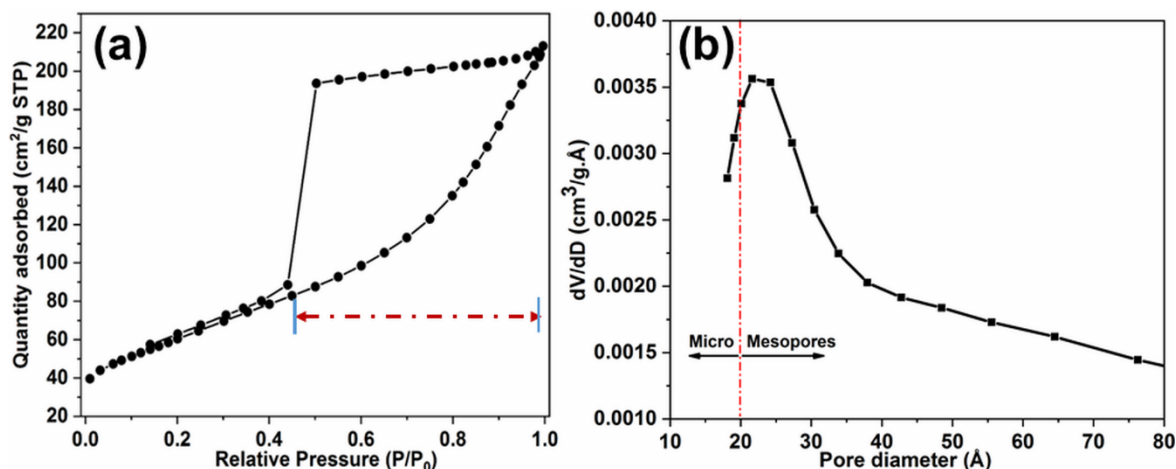 (a)
Quantity adsorbed (cm²/g STP)
220
200
180
160
140
120
100
80
60
40
20
0.0 0.2 0.4 0.6 0.8 1.0
Relative Pressure (P/P₀)
(b)
dV/dD (cm³/g.Å)
0.0040
0.0035
0.0030
0.0025
0.0020
0.0015
0.0010
Micro Mesopores
10 20 30 40 50 60 70 80
Pore diameter (Å)